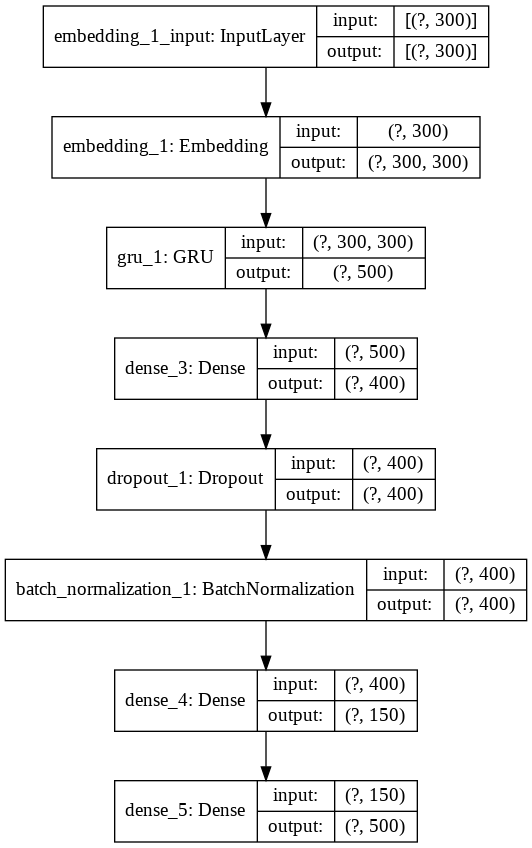 embedding_1_input: InputLayer
input:
[(?, 300)]
output:
[(?, 300)]
embedding_1: Embedding
input:
(?, 300)
output:
(?, 300, 300)
gru_1: GRU
input:
(?, 300, 300)
output:
(?, 500)
dense_3: Dense
input:
(?, 500)
output:
(?, 400)
dropout_1: Dropout
input:
(?, 400)
output:
(?, 400)
batch_normalization_1: BatchNormalization
input:
(?, 400)
output:
(?, 400)
dense_4: Dense
input:
(?, 400)
output:
(?, 150)
dense_5: Dense
input:
(?, 150)
output:
(?, 500)